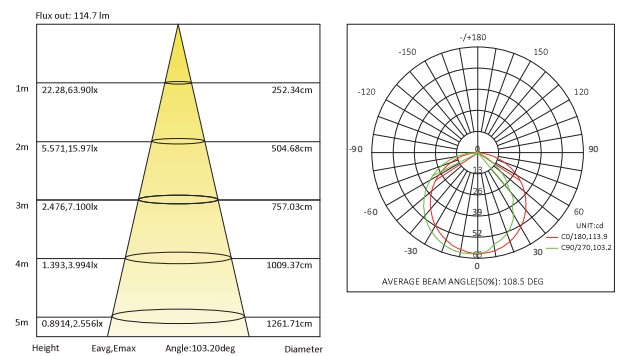 Flux out: 114.7 lm
1m 22.28,63.90lx 252.34cm
2m 5.571,15.97lx 504.68cm
3m 2.476,7.100lx 757.03cm
4m 1.393,3.994lx 1009.37cm
5m 0.8914,2.556lx 1261.71cm
Height Eavg,Emax Angle:103.20deg Diameter
-/+180
-150 150
-120 120
-90 0 90
13
26
-60 39 60
UNIT:cd
52 C0/180,113.9
-30 30 C90/270,103.2
65
0
AVERAGE BEAM ANGLE(50%): 108.5 DEG